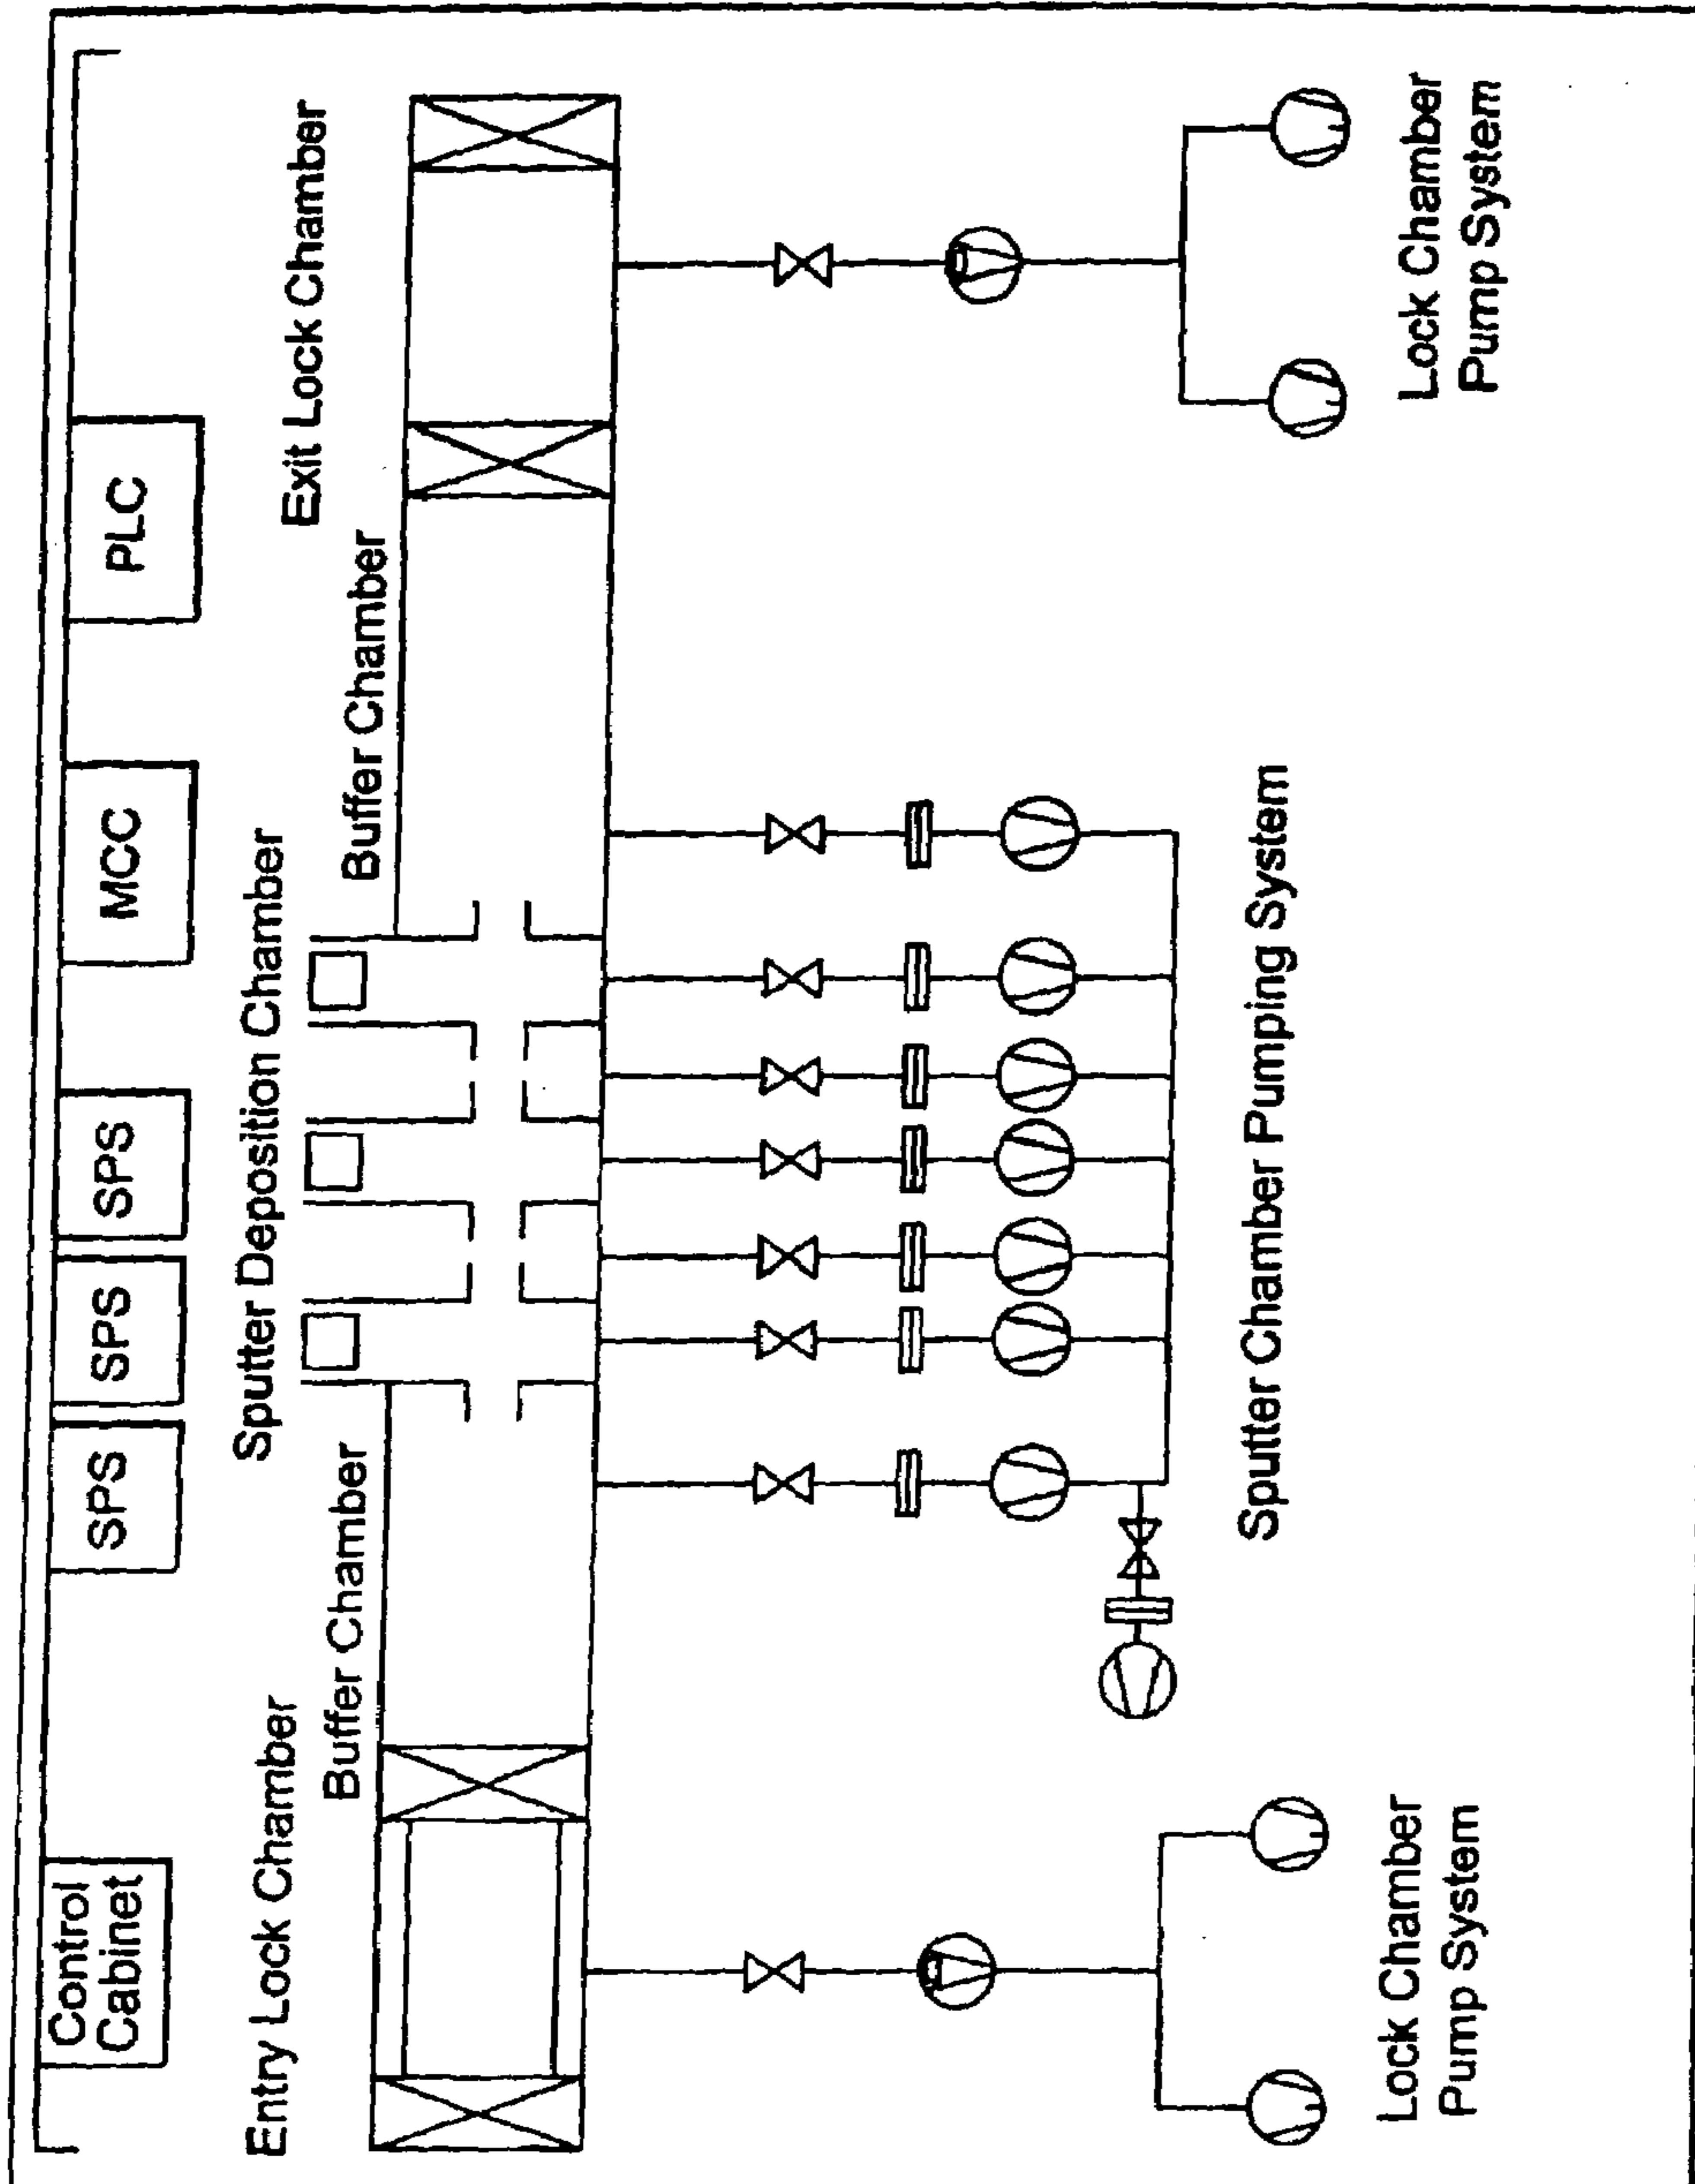 Control
Cabinet
SPS
SPS
SPS
MCC
PLC
Entry Lock Chamber
Buffer Chamber
Sputter Deposition Chamber
Buffer Chamber
Exit Lock Chamber
Lock Chamber
Pump System
Sputter Chamber Pumping System
Lock Chamber
Pump System